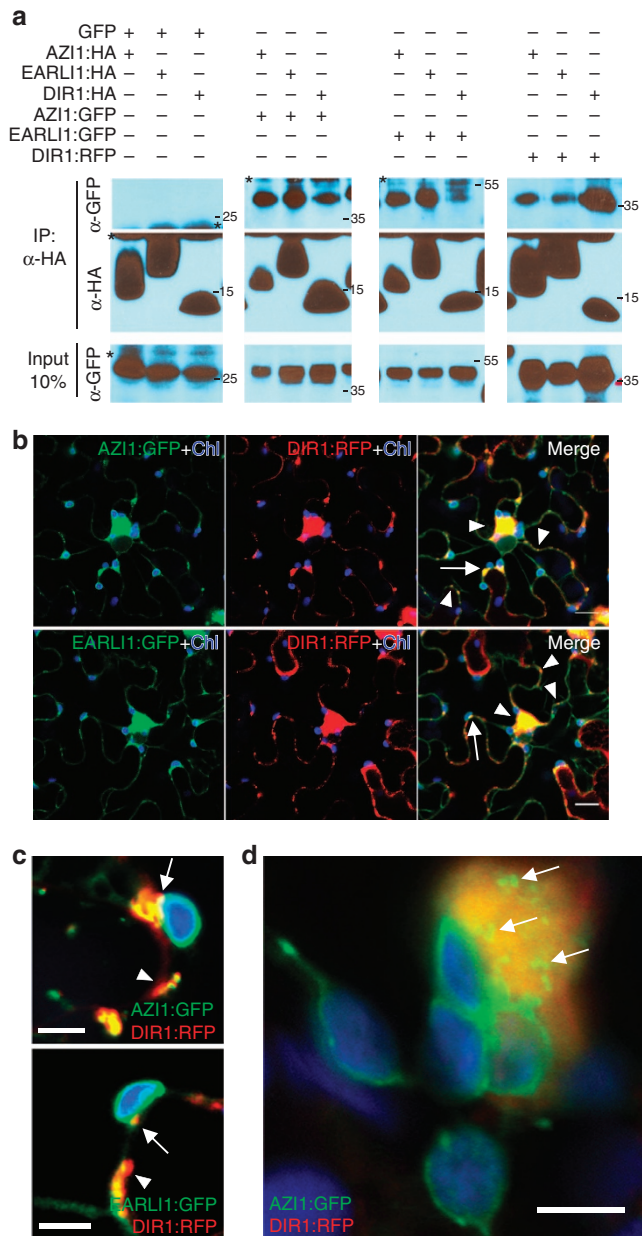 a
GFP + + + − − − − − − − − −
AZI1:HA + − − + − − + − − + − −
EARLI1:HA − + − − + − − + − − + −
DIR1:HA − − + − − + − − + − − +
AZI1:GFP − − − + + + − − − − − −
EARLI1:GFP − − − − − − + + + − − −
DIR1:RFP − − − − − − − − − + + +
IP:
α-HA
α-GFP
* * *
25
*
35
55
35
α-HA
*
15
15
15
Input
10%
α-GFP
*
25
35
55
35
b
AZI1:GFP+Chl
DIR1:RFP+Chl
Merge
EARLI1:GFP+Chl
DIR1:RFP+Chl
Merge
c
AZI1:GFP
DIR1:RFP
EARLI1:GFP
DIR1:RFP
d
AZI1:GFP
DIR1:RFP